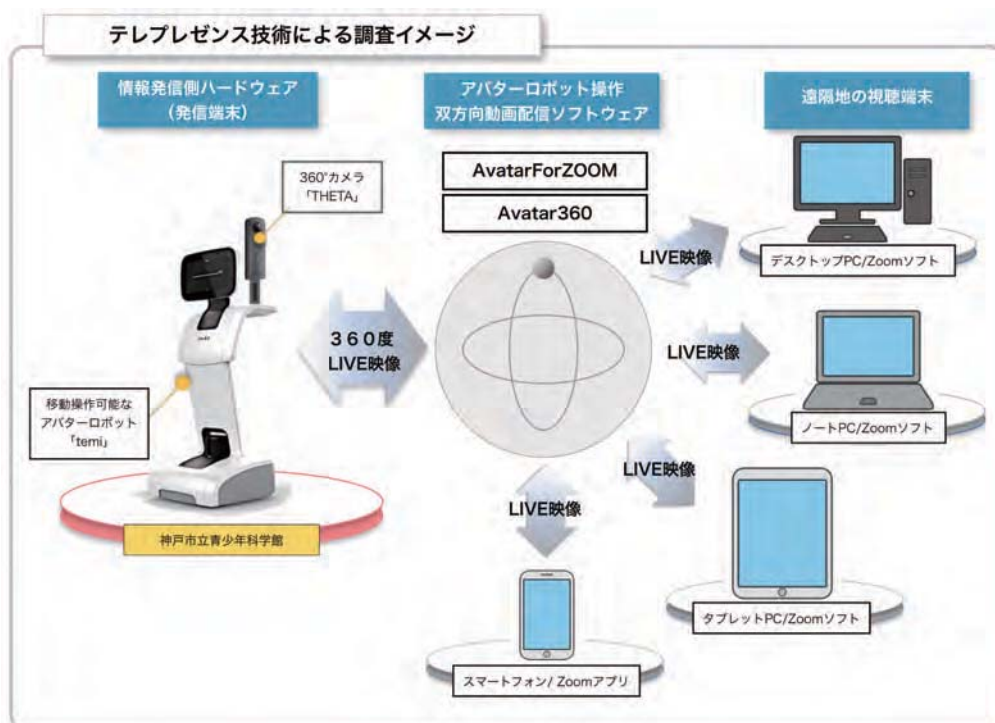 テレプレゼンス技術による調査イメージ
情報発信側ハードウェア
(発信端末)
アバターロボット操作
双方向動画配信ソフトウェア
遠隔地の視聴端末
360°カメラ
「THETA」
AvatarForZOOM
Avatar360
LIVE映像
デスクトップPC/Zoomソフト
360度
LIVE映像
LIVE映像
ノートPC/Zoomソフト
移動操作可能な
アバターロボット
「temi」
LIVE映像
LIVE映像
神戸市立青少年科学館
タブレットPC/Zoomソフト
スマートフォン/ Zoomアプリ